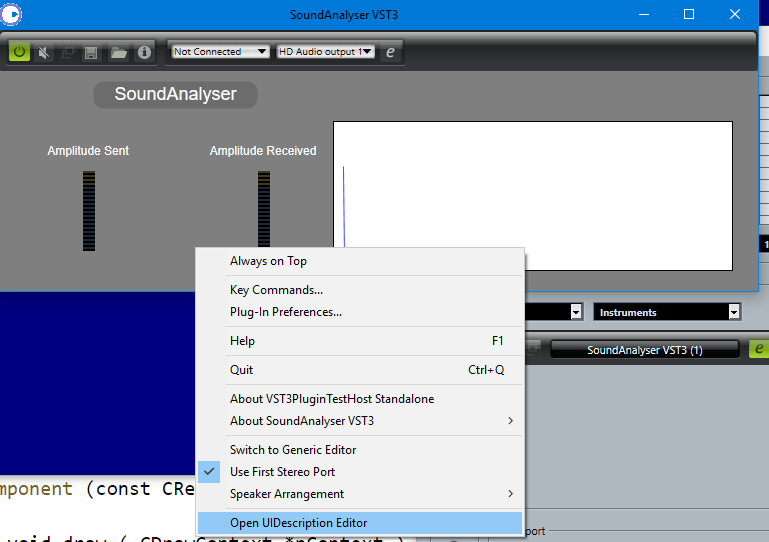 SoundAnalyser VST3
Not Connected
HD Audio output 1
e
SoundAnalyser
Amplitude Sent
Amplitude Received
Always on Top
Key Commands...
Plug-In Preferences...
Help F1
Quit Ctrl+Q
About VST3PluginTestHost Standalone
About SoundAnalyser VST3
Switch to Generic Editor
Use First Stereo Port
Speaker Arrangement
Open UIDescription Editor
1
Instruments
SoundAnalyser VST3 (1)
e
mponent (const CRe
void draw ( CDrawContext *pContext )
port